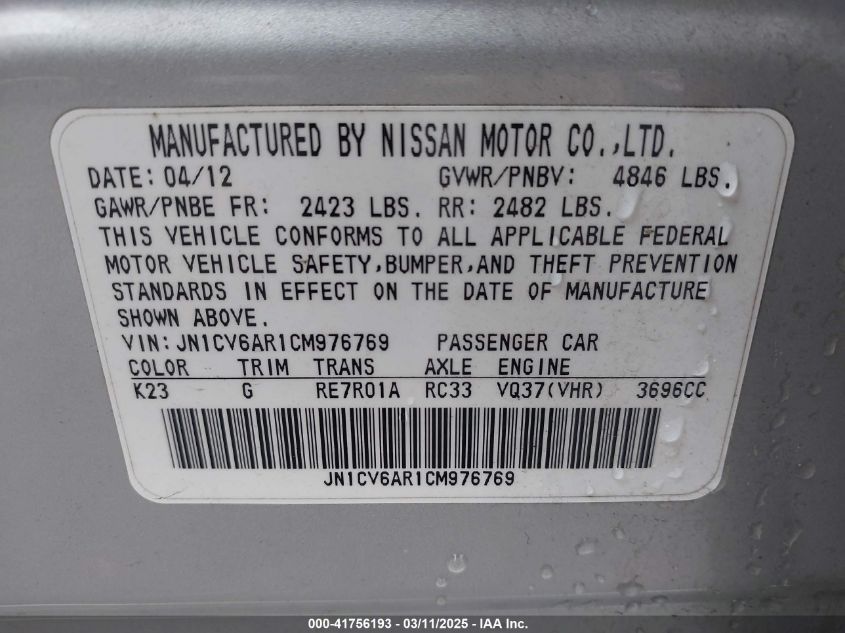 MANUFACTURED BY NISSAN MOTOR CO.,LTD.
DATE: 04/12 GVWR/PNBV: 4846 LBS.
GAWR/PNBE FR: 2423 LBS. RR: 2482 LBS.
THIS VEHICLE CONFORMS TO ALL APPLICABLE FEDERAL
MOTOR VEHICLE SAFETY,BUMPER,AND THEFT PREVENTION
STANDARDS IN EFFECT ON THE DATE OF MANUFACTURE
SHOWN ABOVE.
VIN: JN1CV6AR1CM976769 PASSENGER CAR
COLOR TRIM TRANS AXLE ENGINE
K23 G RE7R01A RC33 VQ37(VHR) 3696CC
JN1CV6AR1CM976769
000-41756193 - 03/11/2025 - IAA Inc.